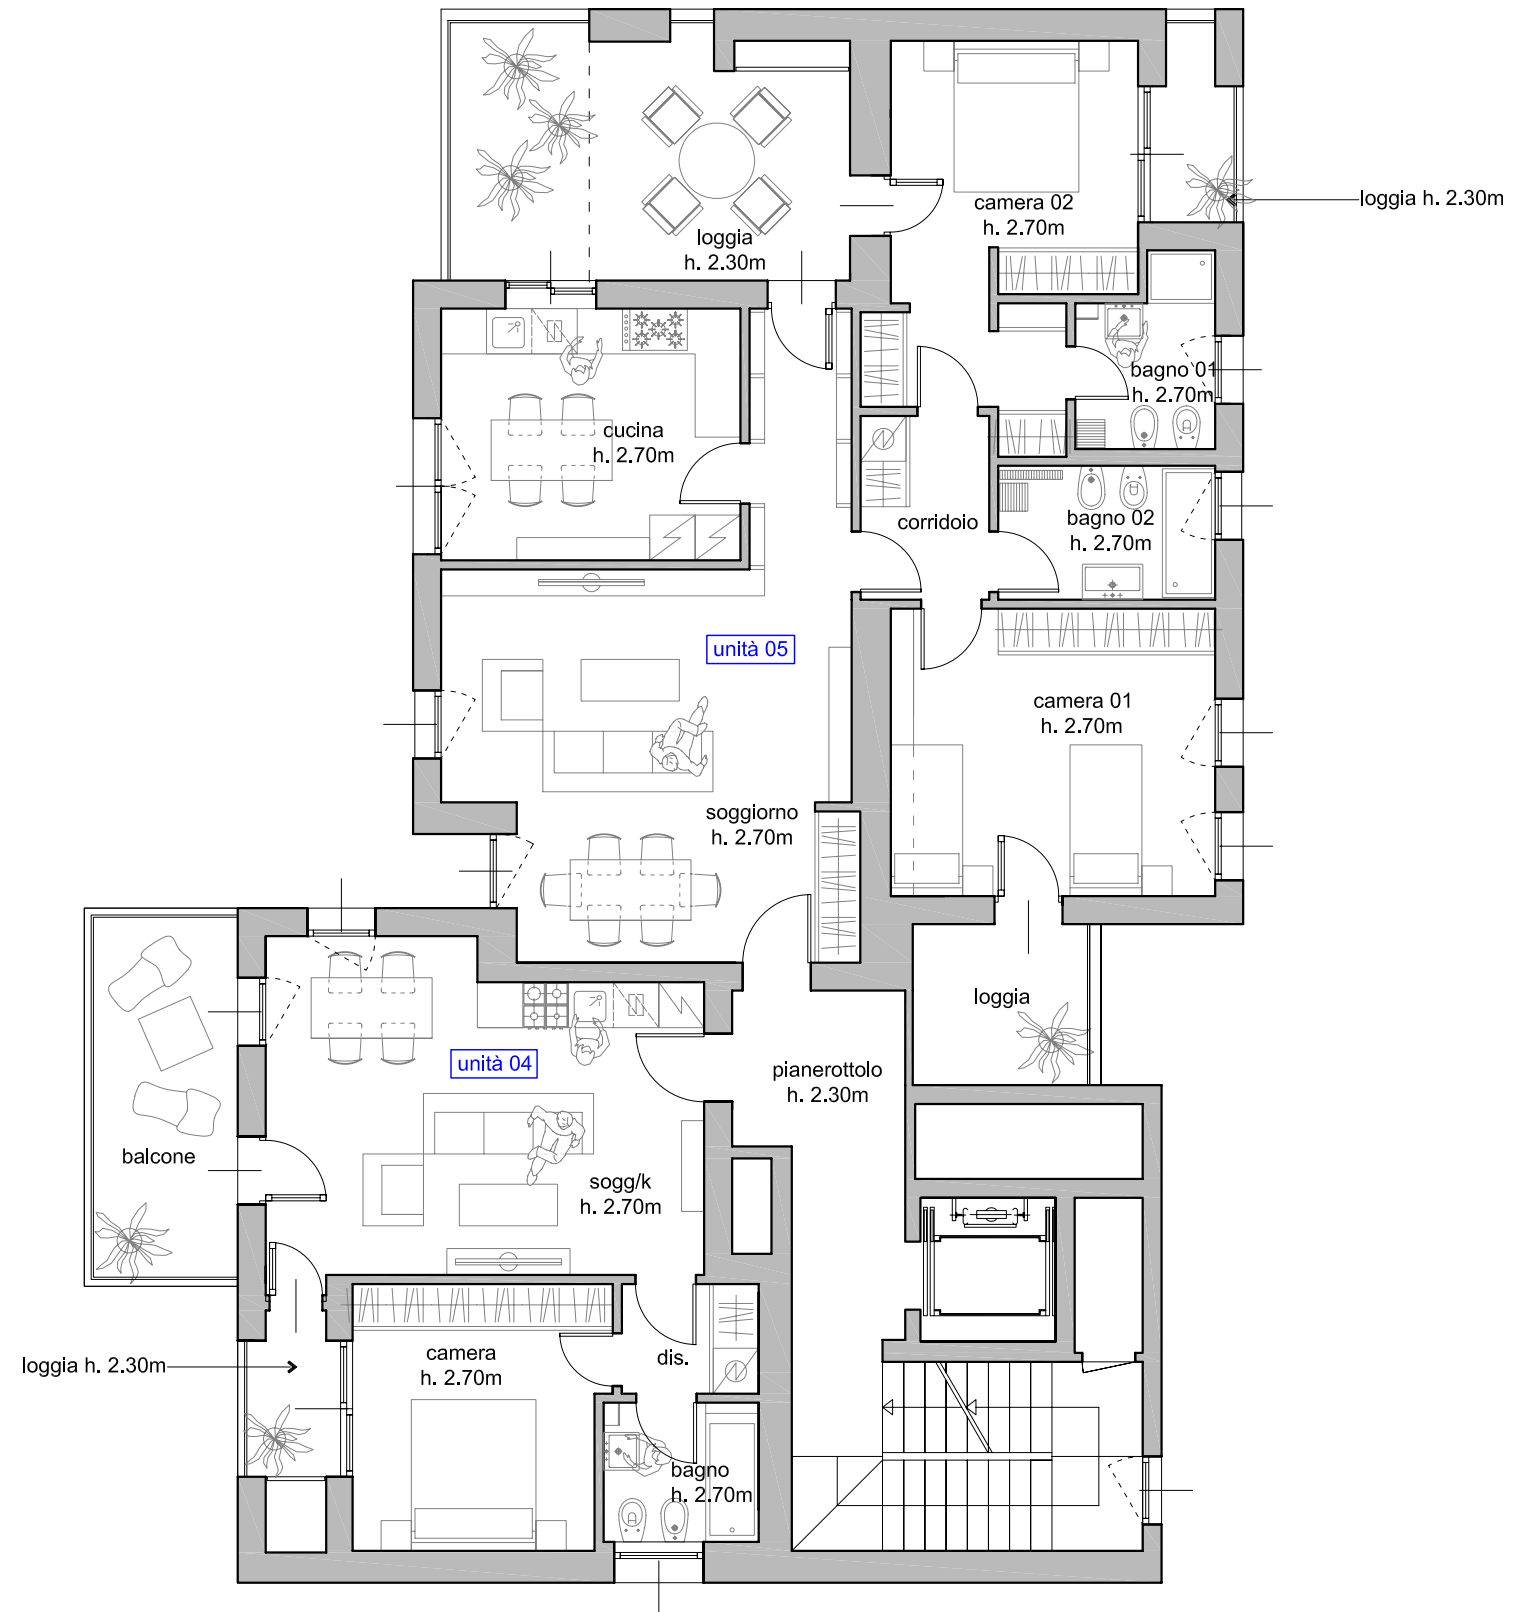 camera 02
h. 2.70m
loggia h. 2.30m
loggia
h. 2.30m
bagno 01
h. 2.70m
cucina
h. 2.70m
corridoio
bagno 02
h. 2.70m
unità 05
camera 01
h. 2.70m
soggiorno
h. 2.70m
loggia
unità 04
pianerottolo
h. 2.30m
balcone
sogg/k
h. 2.70m
loggia h. 2.30m
camera
h. 2.70m
dis.
bagno
h. 2.70m